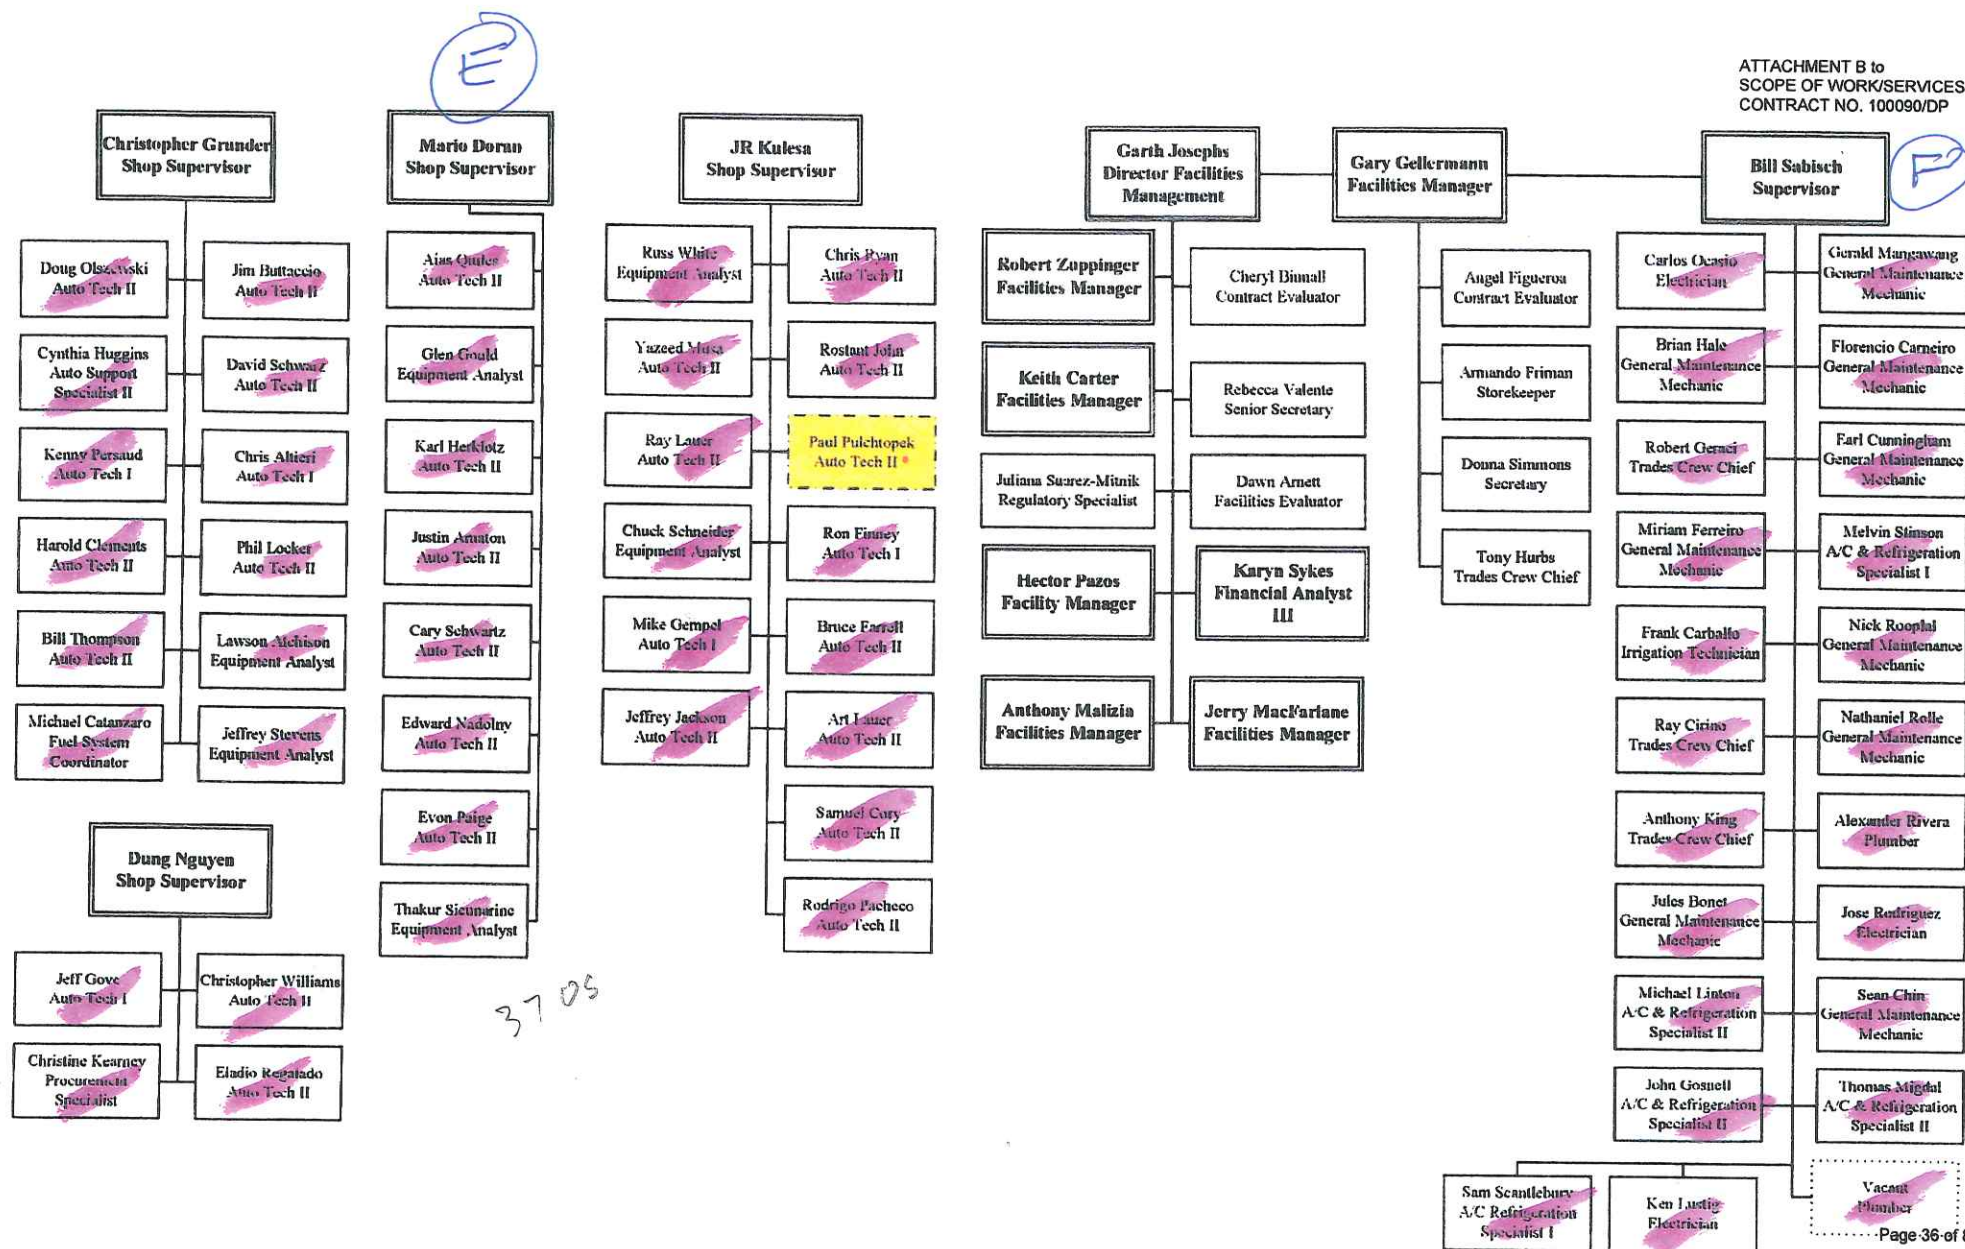 E
ATTACHMENT B to
SCOPE OF WORK/SERVICES
CONTRACT NO. 100090/DP
Christopher Grunder
Shop Supervisor
Doug Olszewski
Auto Tech II
Jim Buttaccio
Auto Tech II
Cynthia Huggins
Auto Support
Specialist II
David Schwarz
Auto Tech II
Kenny Persaud
Auto Tech I
Chris Altieri
Auto Tech I
Harold Clements
Auto Tech II
Phil Locker
Auto Tech II
Bill Thompson
Auto Tech II
Lawson Atchison
Equipment Analyst
Michael Catanzaro
Fuel System
Coordinator
Jeffrey Stevens
Equipment Analyst
Dung Nguyen
Shop Supervisor
Jeff Gove
Auto Tech I
Christopher Williams
Auto Tech II
Christine Kearney
Procurement
Specialist
Eladio Regalado
Auto Tech II
Mario Doran
Shop Supervisor
Aias Quiles
Auto Tech II
Glen Gould
Equipment Analyst
Karl Herklotz
Auto Tech II
Justin Amaton
Auto Tech II
Cary Schwartz
Auto Tech II
Edward Nadolny
Auto Tech II
Evon Paige
Auto Tech II
Thakur Sieunarine
Equipment Analyst
JR Kulesa
Shop Supervisor
Russ White
Equipment Analyst
Chris Ryan
Auto Tech II
Yazeed Musa
Auto Tech II
Rostant John
Auto Tech II
Ray Lauer
Auto Tech II
Paul Pulchtopek
Auto Tech II
Chuck Schneider
Equipment Analyst
Ron Finney
Auto Tech I
Mike Gempel
Auto Tech I
Bruce Farrell
Auto Tech II
Jeffrey Jackson
Auto Tech II
Art Lauer
Auto Tech II
Samuel Cory
Auto Tech II
Rodrigo Pacheco
Auto Tech II
37 05
Garth Josephs
Director Facilities
Management
Robert Zuppinger
Facilities Manager
Cheryl Binnall
Contract Evaluator
Keith Carter
Facilities Manager
Rebecca Valente
Senior Secretary
Juliana Suarez-Mitnik
Regulatory Specialist
Dawn Arnett
Facilities Evaluator
Hector Pazos
Facility Manager
Karyn Sykes
Financial Analyst
III
Anthony Malizia
Facilities Manager
Jerry MacFarlane
Facilities Manager
Gary Gellermann
Facilities Manager
Angel Figueroa
Contract Evaluator
Armando Friman
Storekeeper
Donna Simmons
Secretary
Tony Hurbs
Trades Crew Chief
Bill Sabisch
Supervisor
F
Carlos Ocasio
Electrician
Gerald Mangawang
General Maintenance
Mechanic
Brian Hale
General Maintenance
Mechanic
Florencio Carneiro
General Maintenance
Mechanic
Robert Geraci
Trades Crew Chief
Earl Cunningham
General Maintenance
Mechanic
Miriam Ferreiro
General Maintenance
Mechanic
Melvin Stinson
A/C & Refrigeration
Specialist I
Frank Carballo
Irrigation Technician
Nick Rooplal
General Maintenance
Mechanic
Ray Cirino
Trades Crew Chief
Nathaniel Rolle
General Maintenance
Mechanic
Anthony King
Trades Crew Chief
Alexander Rivera
Plumber
Jules Bonet
General Maintenance
Mechanic
Jose Rodriguez
Electrician
Michael Linton
A/C & Refrigeration
Specialist II
Sean Chin
General Maintenance
Mechanic
John Gosnell
A/C & Refrigeration
Specialist II
Thomas Migdal
A/C & Refrigeration
Specialist II
Sam Scantlebury
A/C Refrigeration
Specialist I
Ken Lustig
Electrician
Vacant
Plumber
Page 36 of 8